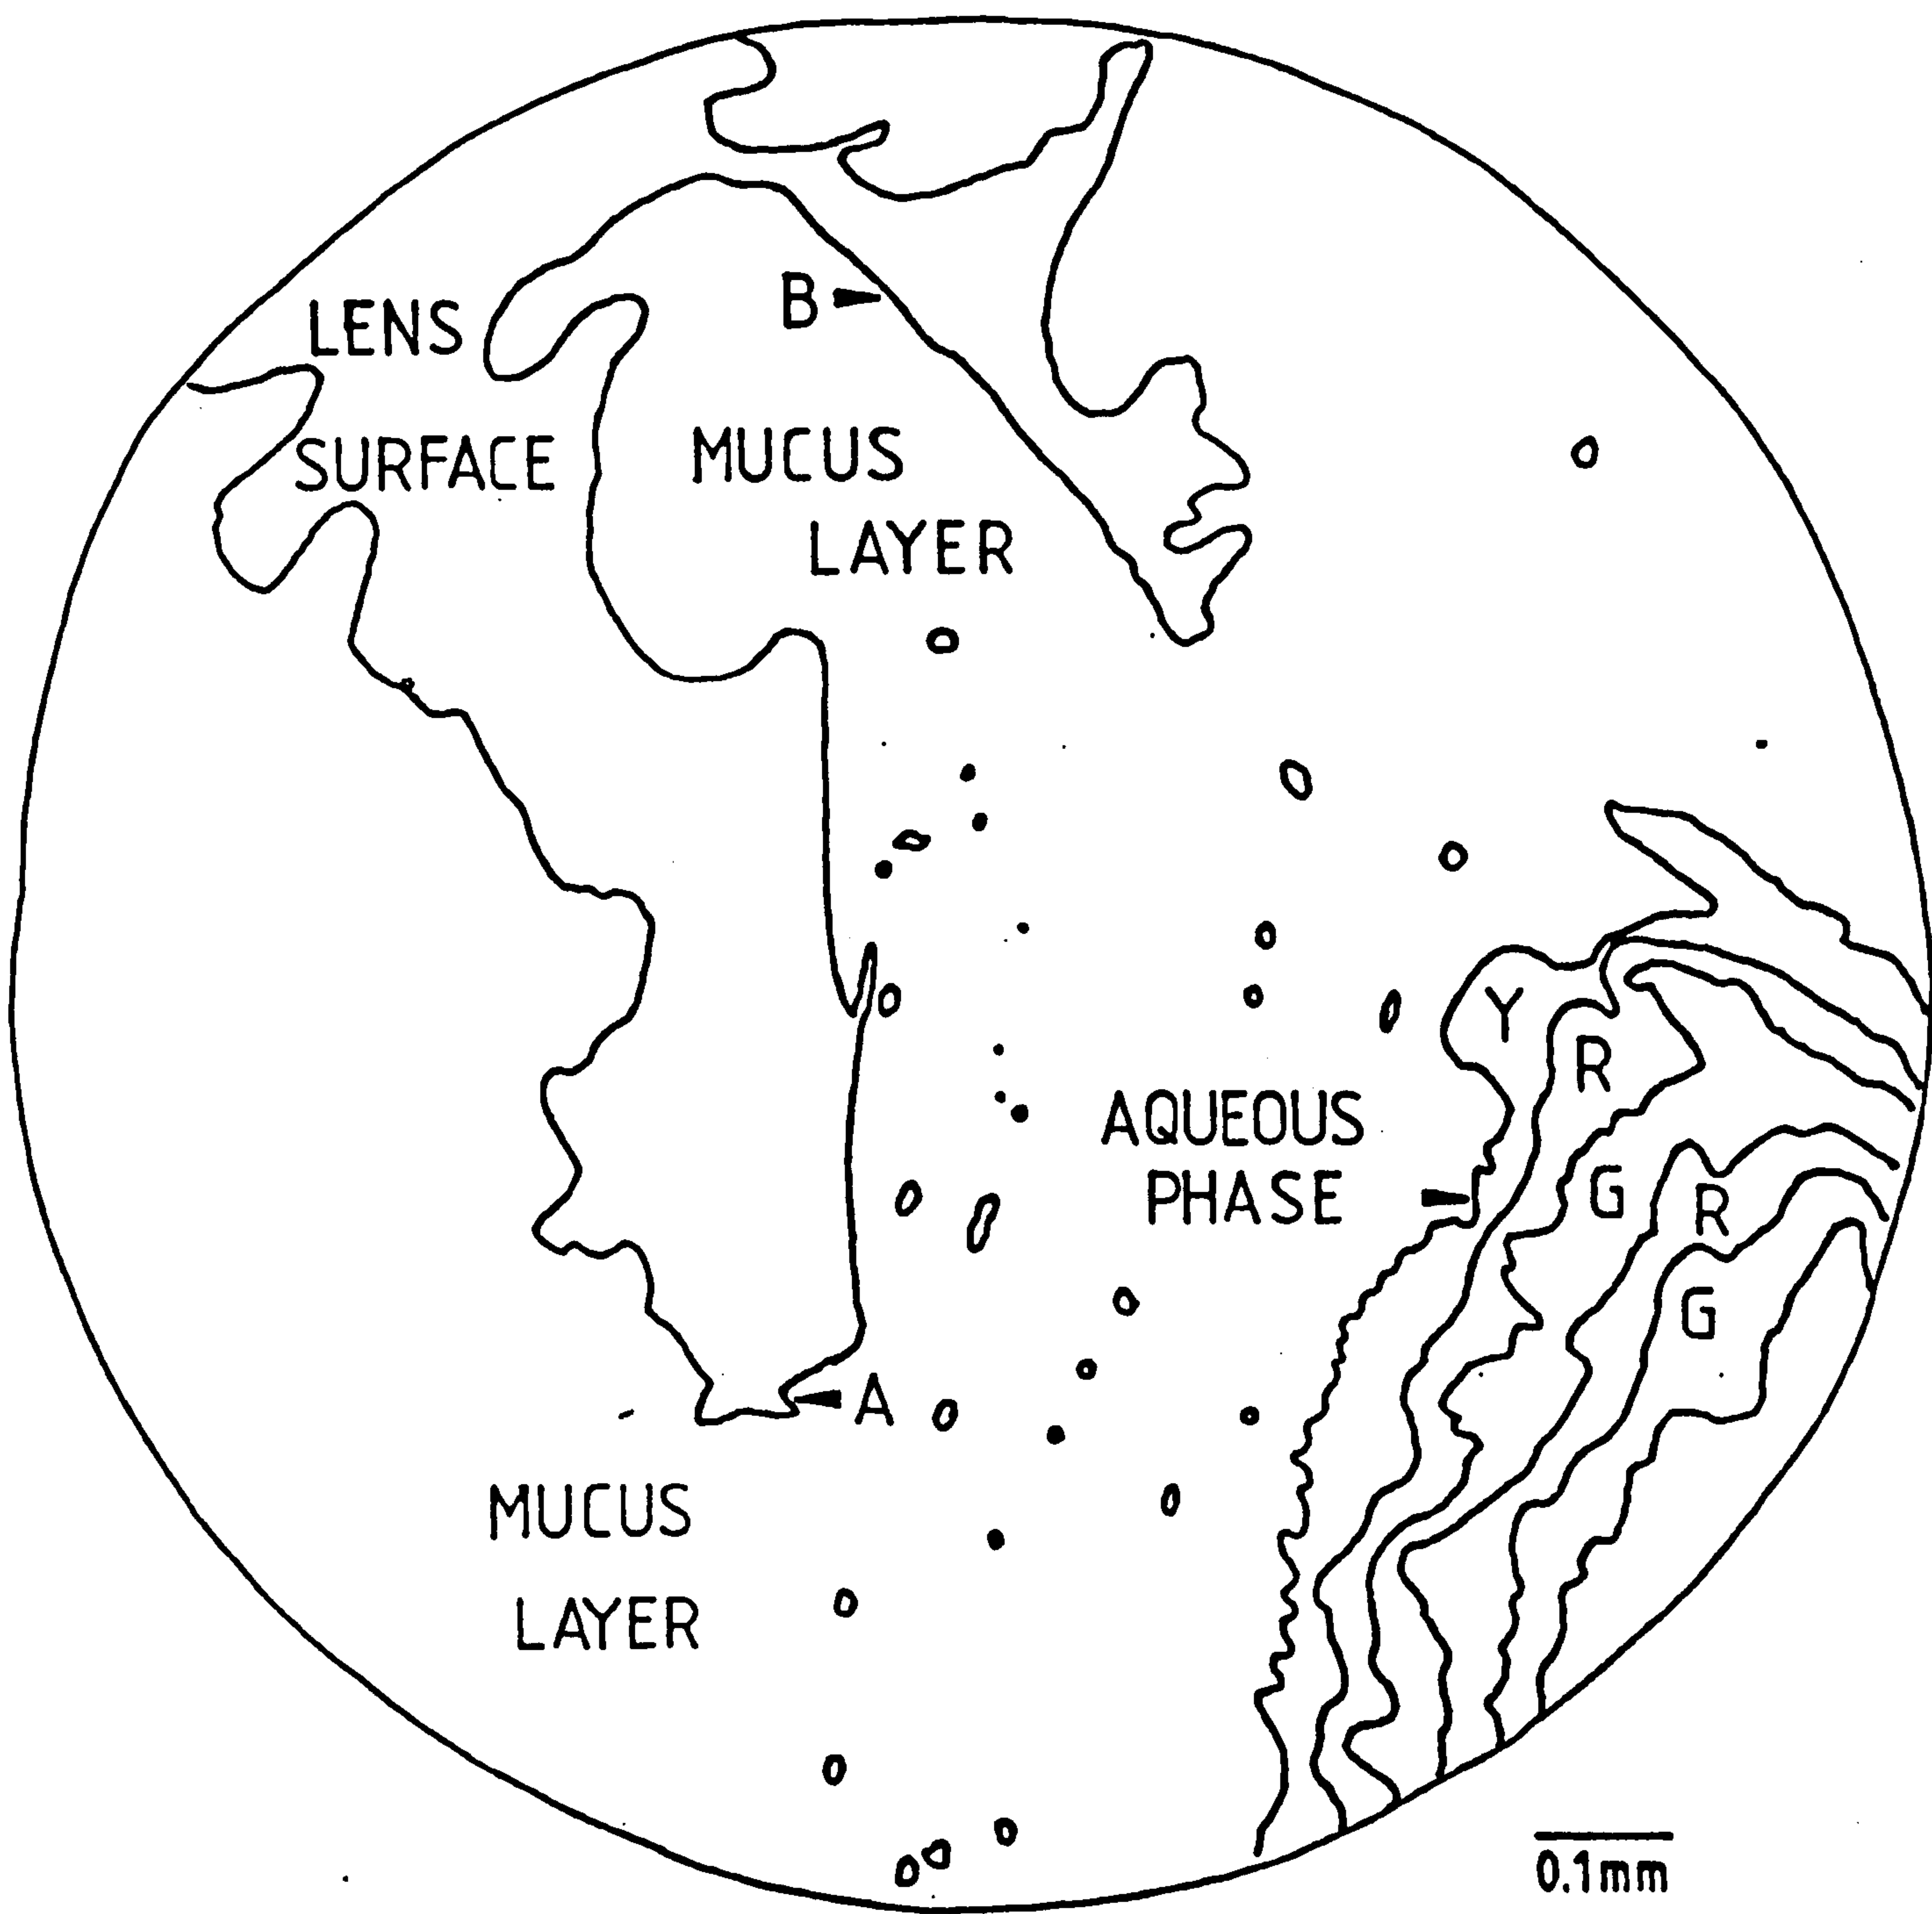 B
LENS
SURFACE
MUCUS
LAYER
Y
R
AQUEOUS
PHASE
G
R
G
A
MUCUS
LAYER
0.1mm